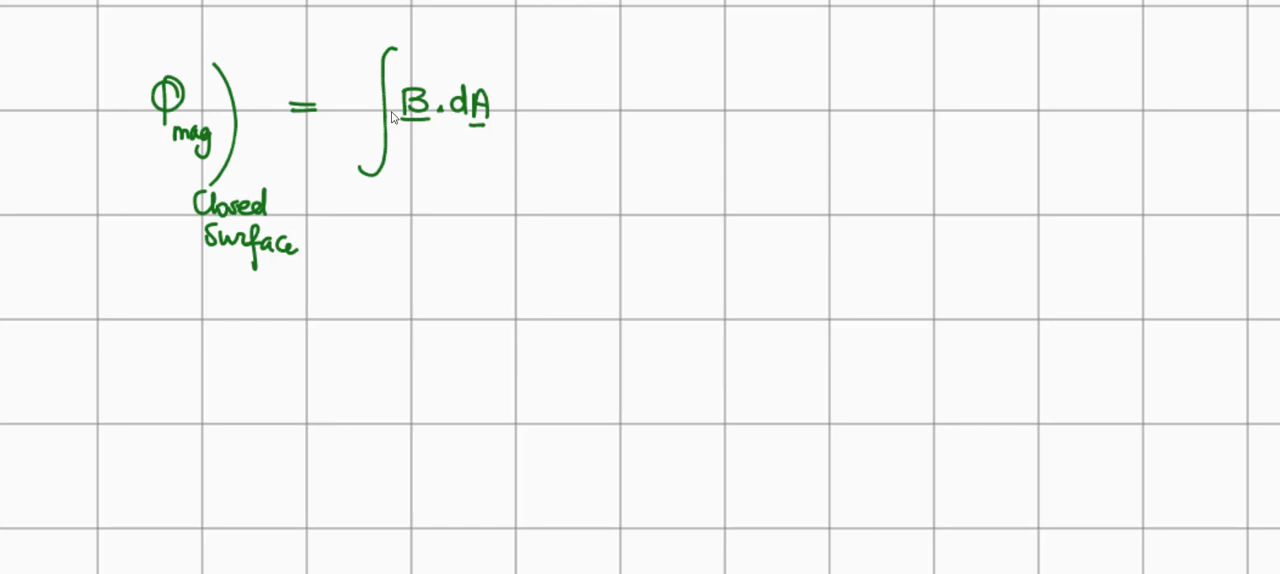 Φmag) = ∫B.dA
Closed
Surface